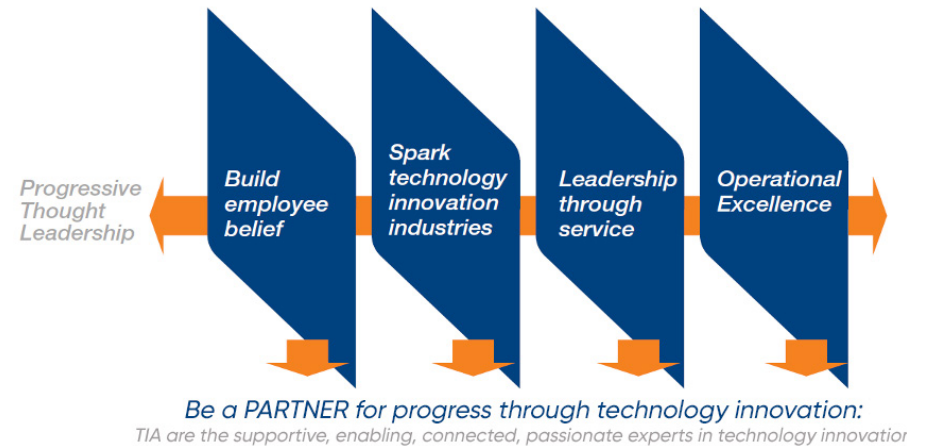 Progressive
Thought
Leadership
Build
employee
belief
Spark
technology
innovation
industries
Leadership
through
service
Operational
Excellence
Be a PARTNER for progress through technology innovation:
TIA are the supportive, enabling, connected, passionate experts in technology innovation